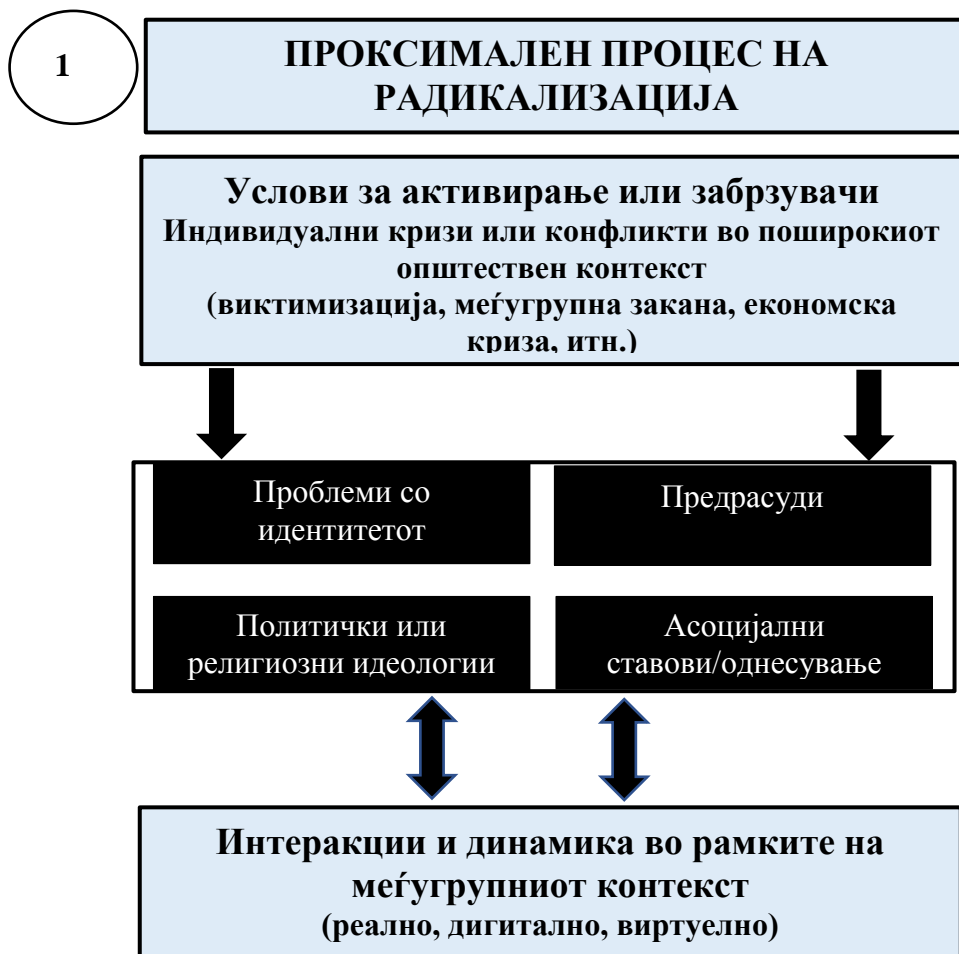 1
ПРОКСИМАЛЕН ПРОЦЕС НА
РАДИКАЛИЗАЦИЈА
Услови за активирање или забрзувачи
Индивидуални кризи или конфликти во поширокиот
општествен контекст
(виктимизација, меѓугрупна закана, економска
криза, итн.)
Проблеми со
идентитетот
Предрасуди
Политички или
религиозни идеологии
Асоцијални
ставови/однесување
Интеракции и динамика во рамките на
меѓугрупниот контекст
(реално, дигитално, виртуелно)